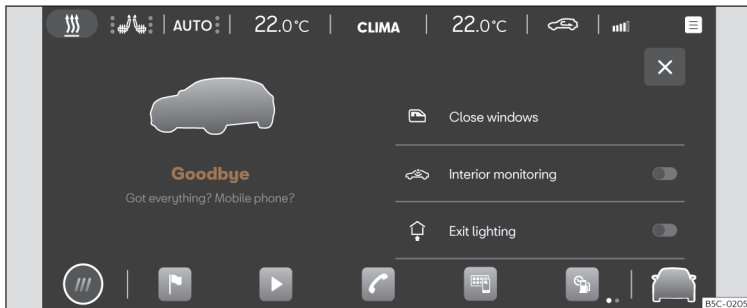 AUTO 22.0°C CLIMA 22.0°C
Close windows
Goodbye
Interior monitoring
Got everything? Mobile phone?
Exit lighting
B5C-0205